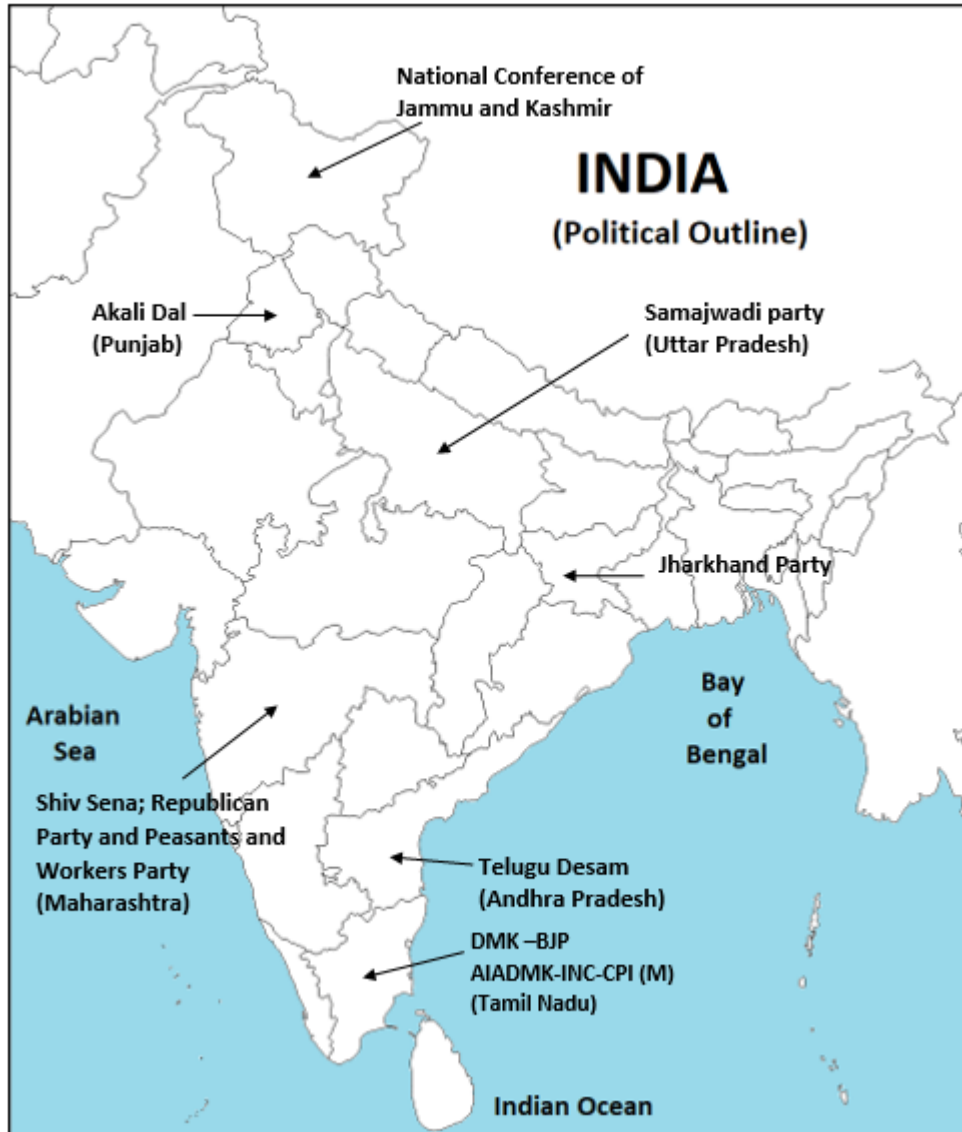 National Conference of
Jammu and Kashmir
INDIA
(Political Outline)
Akali Dal
(Punjab)
Samajwadi party
(Uttar Pradesh)
Jharkhand Party
Bay
of
Bengal
Arabian
Sea
Shiv Sena; Republican
Party and Peasants and
Workers Party
(Maharashtra)
Telugu Desam
(Andhra Pradesh)
DMK –BJP
AIADMK-INC-CPI (M)
(Tamil Nadu)
Indian Ocean